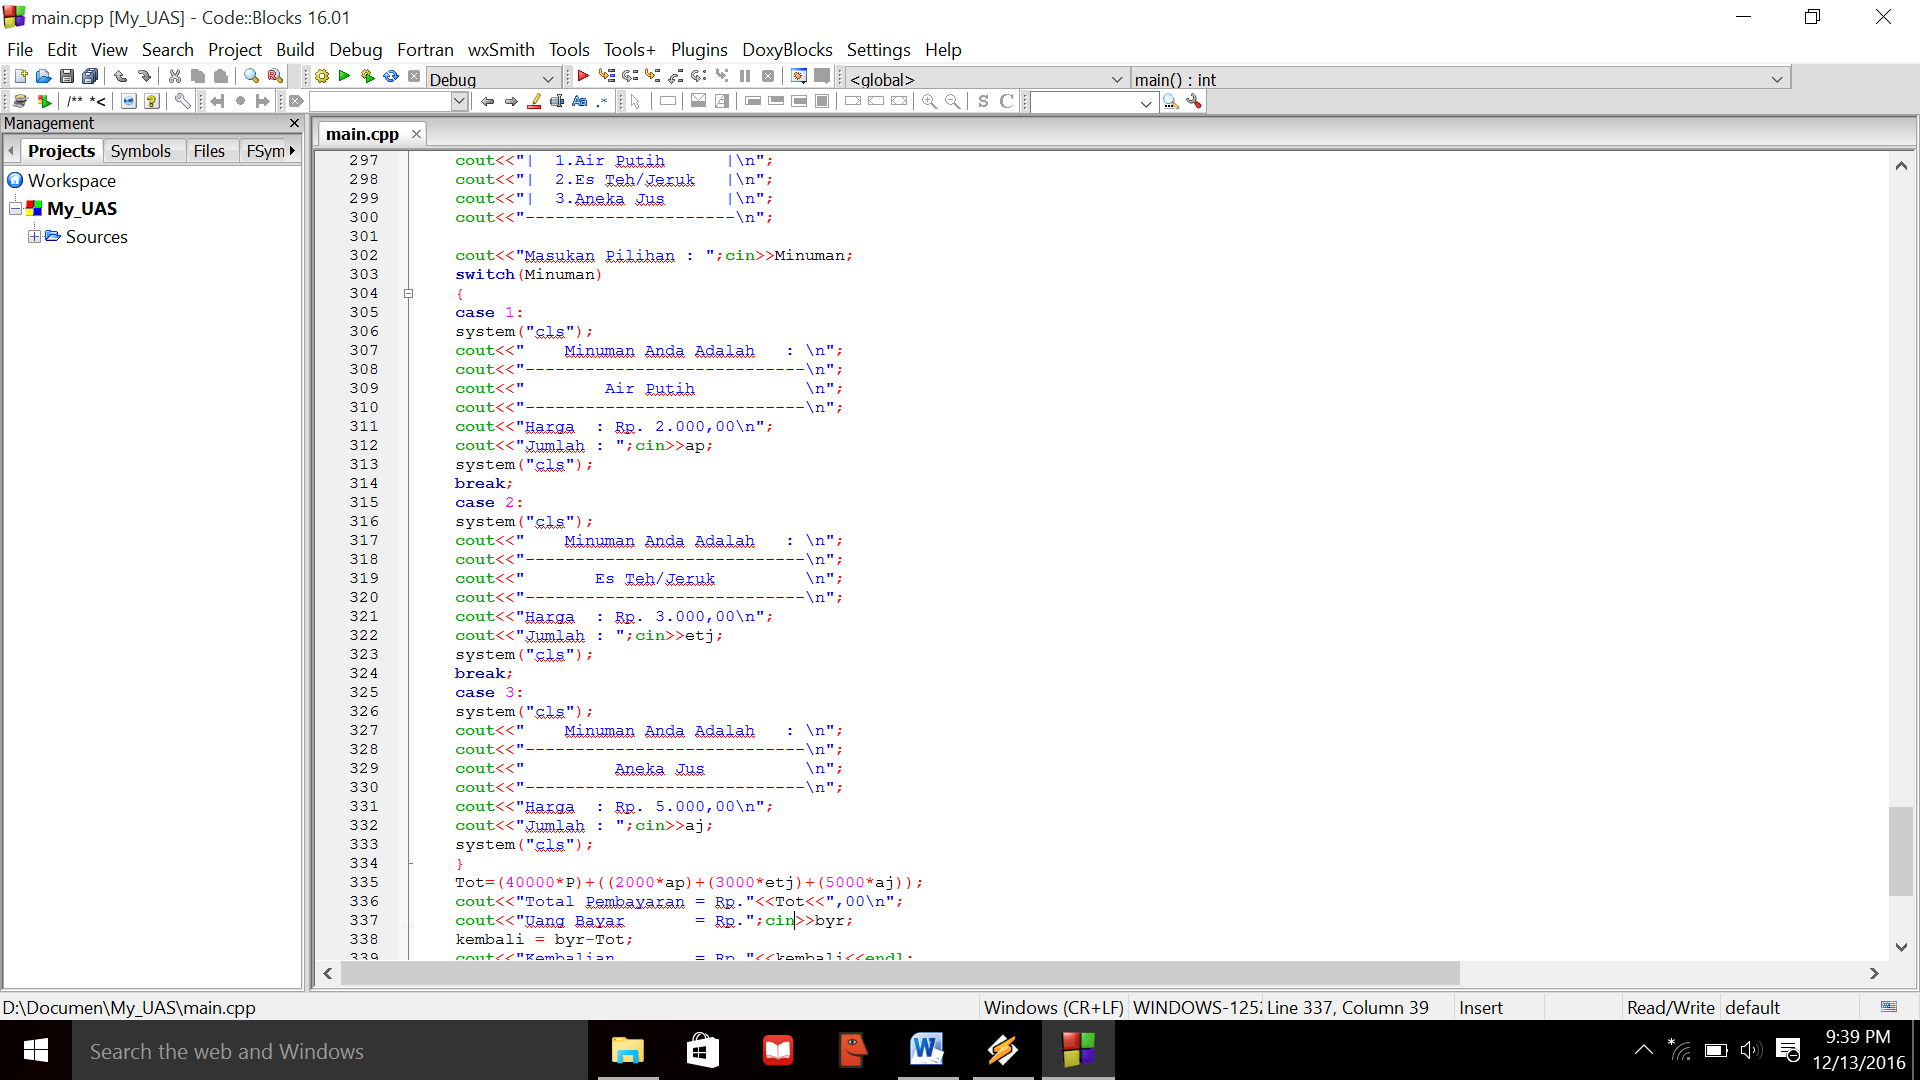 main.cpp [My_UAS] - Code::Blocks 16.01
File Edit View Search Project Build Debug Fortran wxSmith Tools Tools+ Plugins DoxyBlocks Settings Help
Debug <global> main() : int
/** *< Aa .* S C
Management
main.cpp
Projects Symbols Files FSym
Workspace
My_UAS
Sources
297 cout<<"|  1.Air Putih      |\n";
298 cout<<"|  2.Es Teh/Jeruk   |\n";
299 cout<<"|  3.Aneka Jus      |\n";
300 cout<<"---------------------\n";
301
302 cout<<"Masukan Pilihan : ";cin>>Minuman;
303 switch(Minuman)
304 {
305 case 1:
306 system("cls");
307 cout<<"    Minuman Anda Adalah   : \n";
308 cout<<"----------------------------\n";
309 cout<<"        Air Putih           \n";
310 cout<<"----------------------------\n";
311 cout<<"Harga  : Rp. 2.000,00\n";
312 cout<<"Jumlah : ";cin>>ap;
313 system("cls");
314 break;
315 case 2:
316 system("cls");
317 cout<<"    Minuman Anda Adalah   : \n";
318 cout<<"----------------------------\n";
319 cout<<"       Es Teh/Jeruk         \n";
320 cout<<"----------------------------\n";
321 cout<<"Harga  : Rp. 3.000,00\n";
322 cout<<"Jumlah : ";cin>>etj;
323 system("cls");
324 break;
325 case 3:
326 system("cls");
327 cout<<"    Minuman Anda Adalah   : \n";
328 cout<<"----------------------------\n";
329 cout<<"         Aneka Jus          \n";
330 cout<<"----------------------------\n";
331 cout<<"Harga  : Rp. 5.000,00\n";
332 cout<<"Jumlah : ";cin>>aj;
333 system("cls");
334 }
335 Tot=(40000*P)+((2000*ap)+(3000*etj)+(5000*aj));
336 cout<<"Total Pembayaran = Rp."<<Tot<<",00\n";
337 cout<<"Uang Bayar       = Rp.";cin>>byr;
338 kembali = byr-Tot;
339 cout<<"Kembalian        = Rp."<<kembali<<endl;
D:\Documen\My_UAS\main.cpp Windows (CR+LF) WINDOWS-1252 Line 337, Column 39 Insert Read/Write default
Search the web and Windows
9:39 PM
12/13/2016